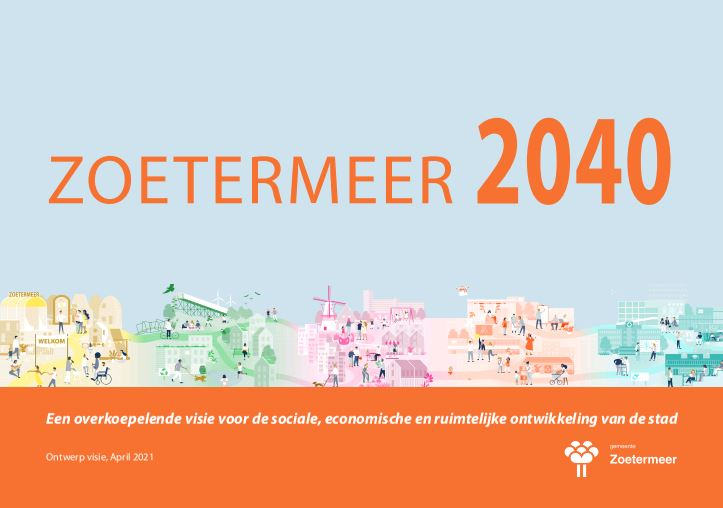 ZOETERMEER 2040
ZOETERMEER
WELKOM
Een overkoepelende visie voor de sociale, economische en ruimtelijke ontwikkeling van de stad
Ontwerp visie, April 2021
gemeente
Zoetermeer